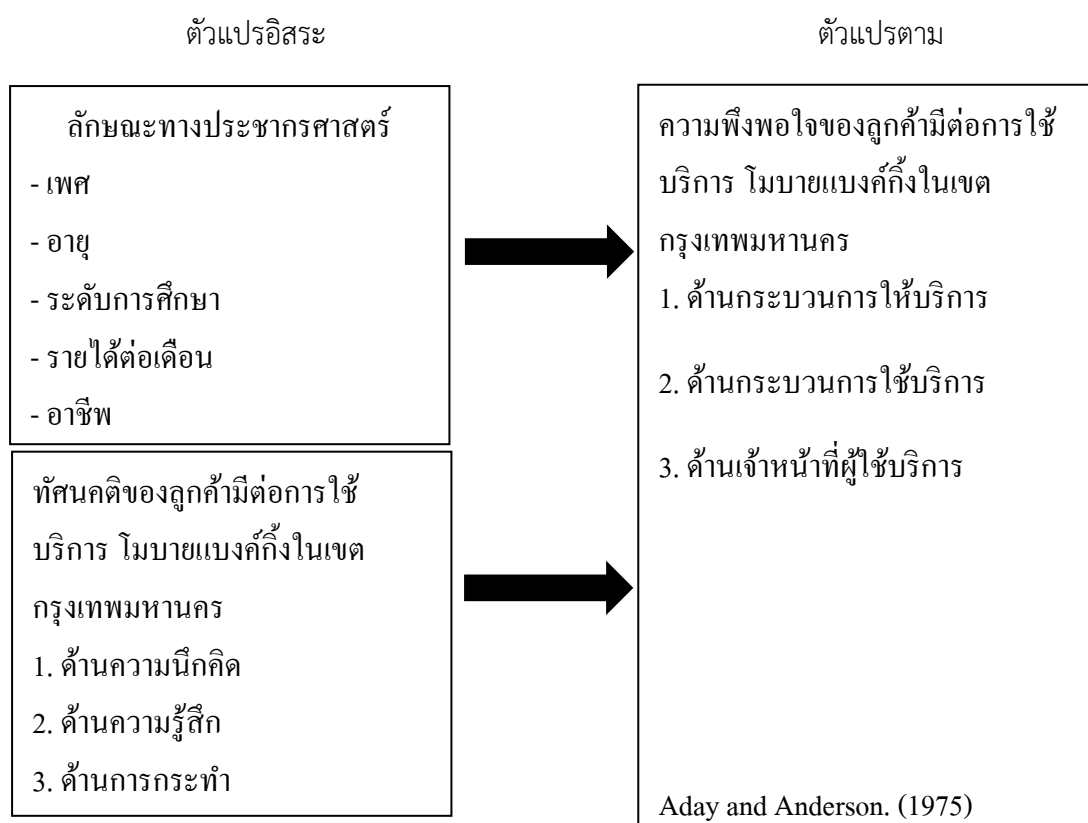 ตัวแปรอิสระ
ลักษณะทางประชากรศาสตร์
- เพศ
- อายุ
- ระดับการศึกษา
- รายได้ต่อเดือน
- อาชีพ
ทัศนคติของลูกค้ามีต่อการใช้
บริการ โมบายแบงค์กิ้งในเขต
กรุงเทพมหานคร
1. ด้านความนึกคิด
2. ด้านความรู้สึก
3. ด้านการกระทำ
ตัวแปรตาม
ความพึงพอใจของลูกค้ามีต่อการใช้
บริการ โมบายแบงค์กิ้งในเขต
กรุงเทพมหานคร
1. ด้านกระบวนการให้บริการ
2. ด้านกระบวนการใช้บริการ
3. ด้านเจ้าหน้าที่ผู้ใช้บริการ
Aday and Anderson. (1975)